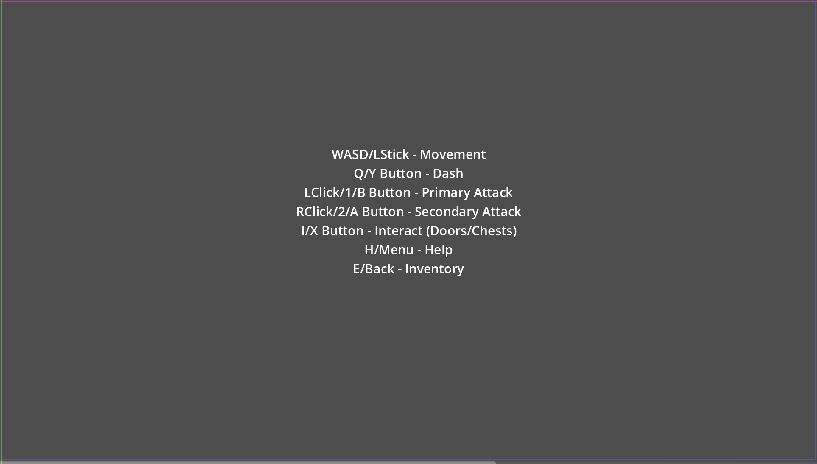 WASD/LStick - Movement
Q/Y Button - Dash
LClick/1/B Button - Primary Attack
RClick/2/A Button - Secondary Attack
I/X Button - Interact (Doors/Chests)
H/Menu - Help
E/Back - Inventory